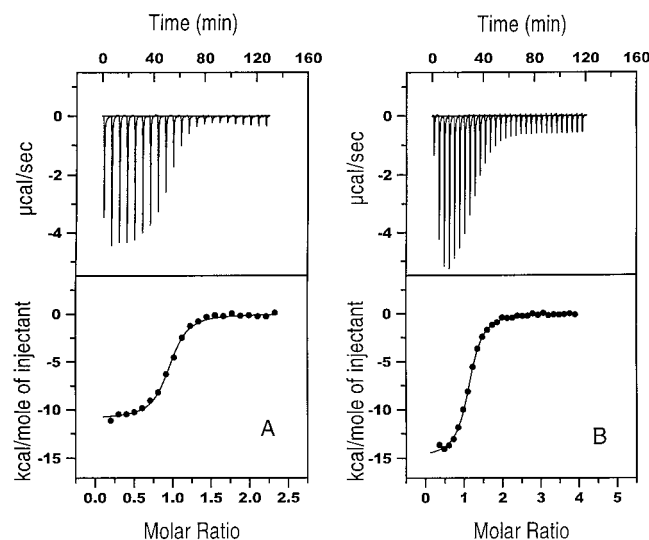 Time (min)
0 40 80 120 160
µcal/sec
0
-2
-4
kcal/mole of injectant
0
-5
-10
-15
A
0.0 0.5 1.0 1.5 2.0 2.5
Molar Ratio
Time (min)
0 40 80 120 160
µcal/sec
0
-2
-4
kcal/mole of injectant
0
-5
-10
-15
B
0 1 2 3 4 5
Molar Ratio